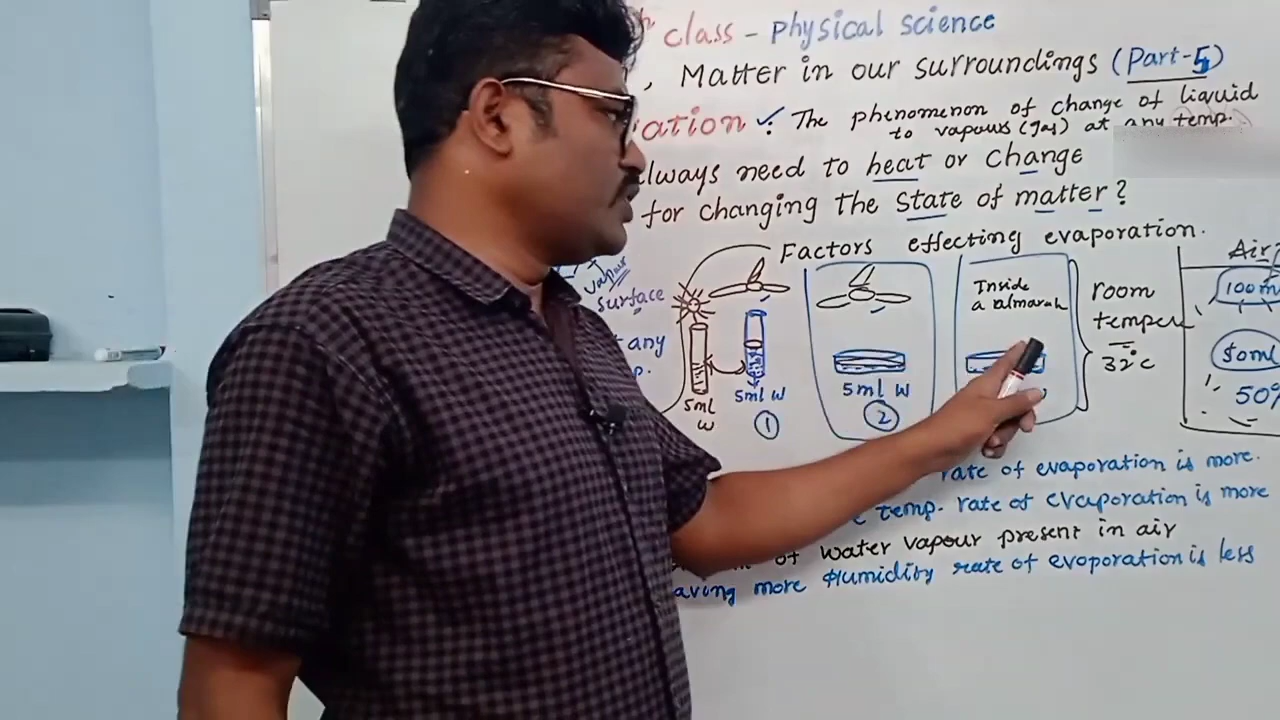 class - physical science
, Matter in our surroundings (Part-5)
ation : The phenomenon of change of liquid
to vapours (gas) at any temp.
lways need to heat or change
for changing the state of matter?
Factors effecting evaporation.
vapour
surface
any
5ml
W
5ml W
1
5ml W
2
Inside
a almarah
room
temper
32°c
Air
100m
50ml
50%
rate of evaporation is more.
temp. rate of evaporation is more
of water vapour present in air
aving more Humidity rate of evoporation is less